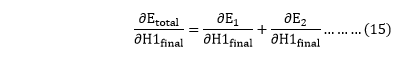 ∂E_total/∂H1_final = ∂E_1/∂H1_final + ∂E_2/∂H1_final ... ... ... (15)